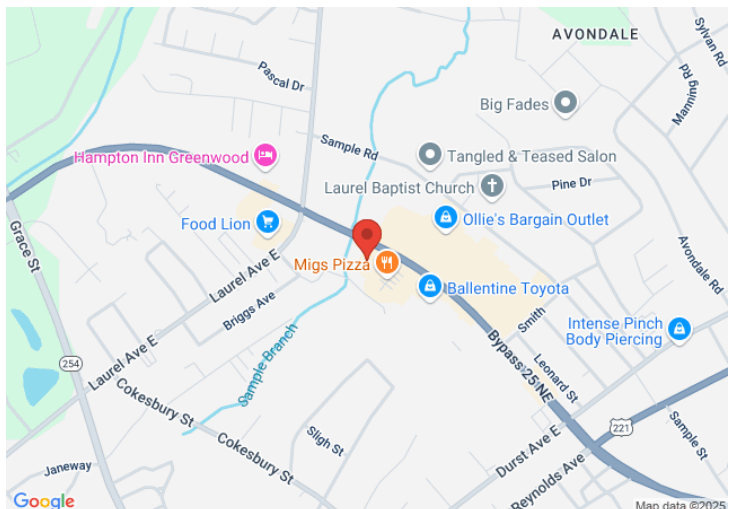 AVONDALE
Sylvan Rd
Manning Rd
Pascal Dr
Big Fades
Sample Rd
Hampton Inn Greenwood
Tangled & Teased Salon
Laurel Baptist Church
Pine Dr
Food Lion
Ollie's Bargain Outlet
Grace St
Laurel Ave E
Migs Pizza
Avondale Rd
Ballentine Toyota
Briggs Ave
Smith
Intense Pinch
Body Piercing
Bypass 25 NE
Sample Branch
Laurel Ave E
254
Leonard St
Cokesbury St
Sligh St
Cokesbury St
Durst Ave E
221
Sample St
Janeway
Reynolds Ave
Google
Map data ©2025